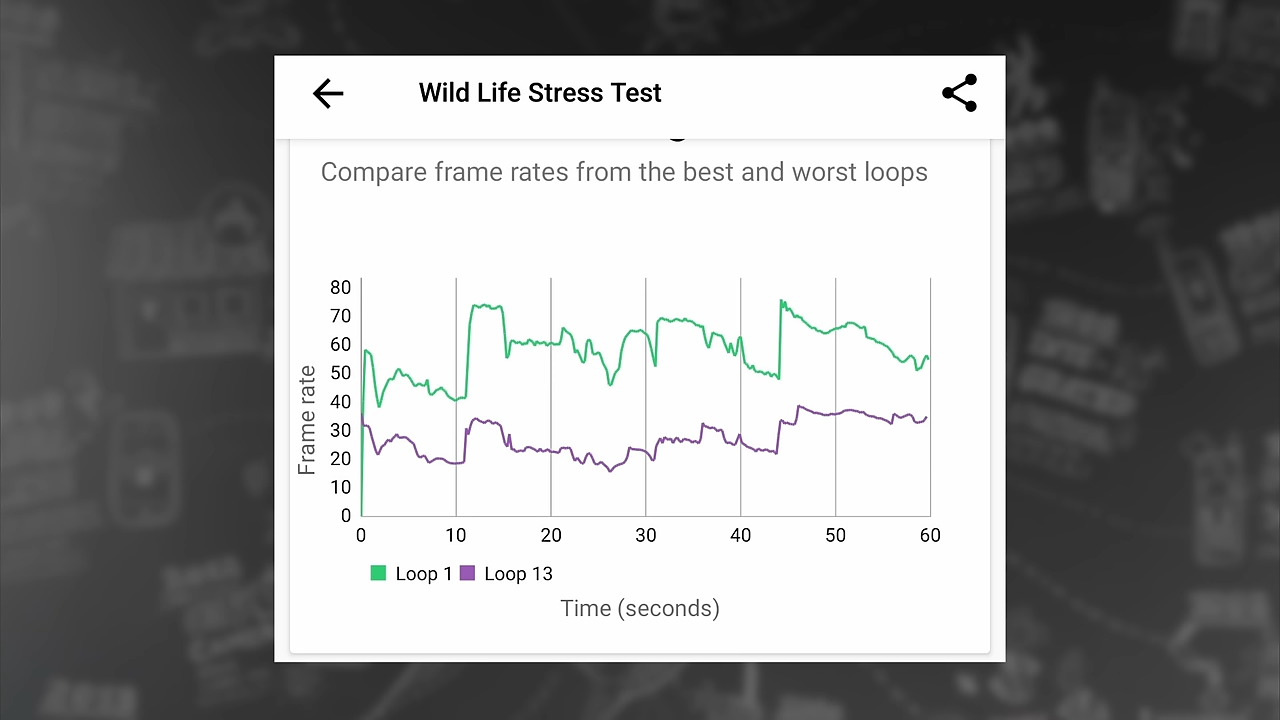 Wild Life Stress Test
Compare frame rates from the best and worst loops
80
70
60
50
40
30
20
10
0
Frame rate
0 10 20 30 40 50 60
Loop 1 Loop 13
Time (seconds)